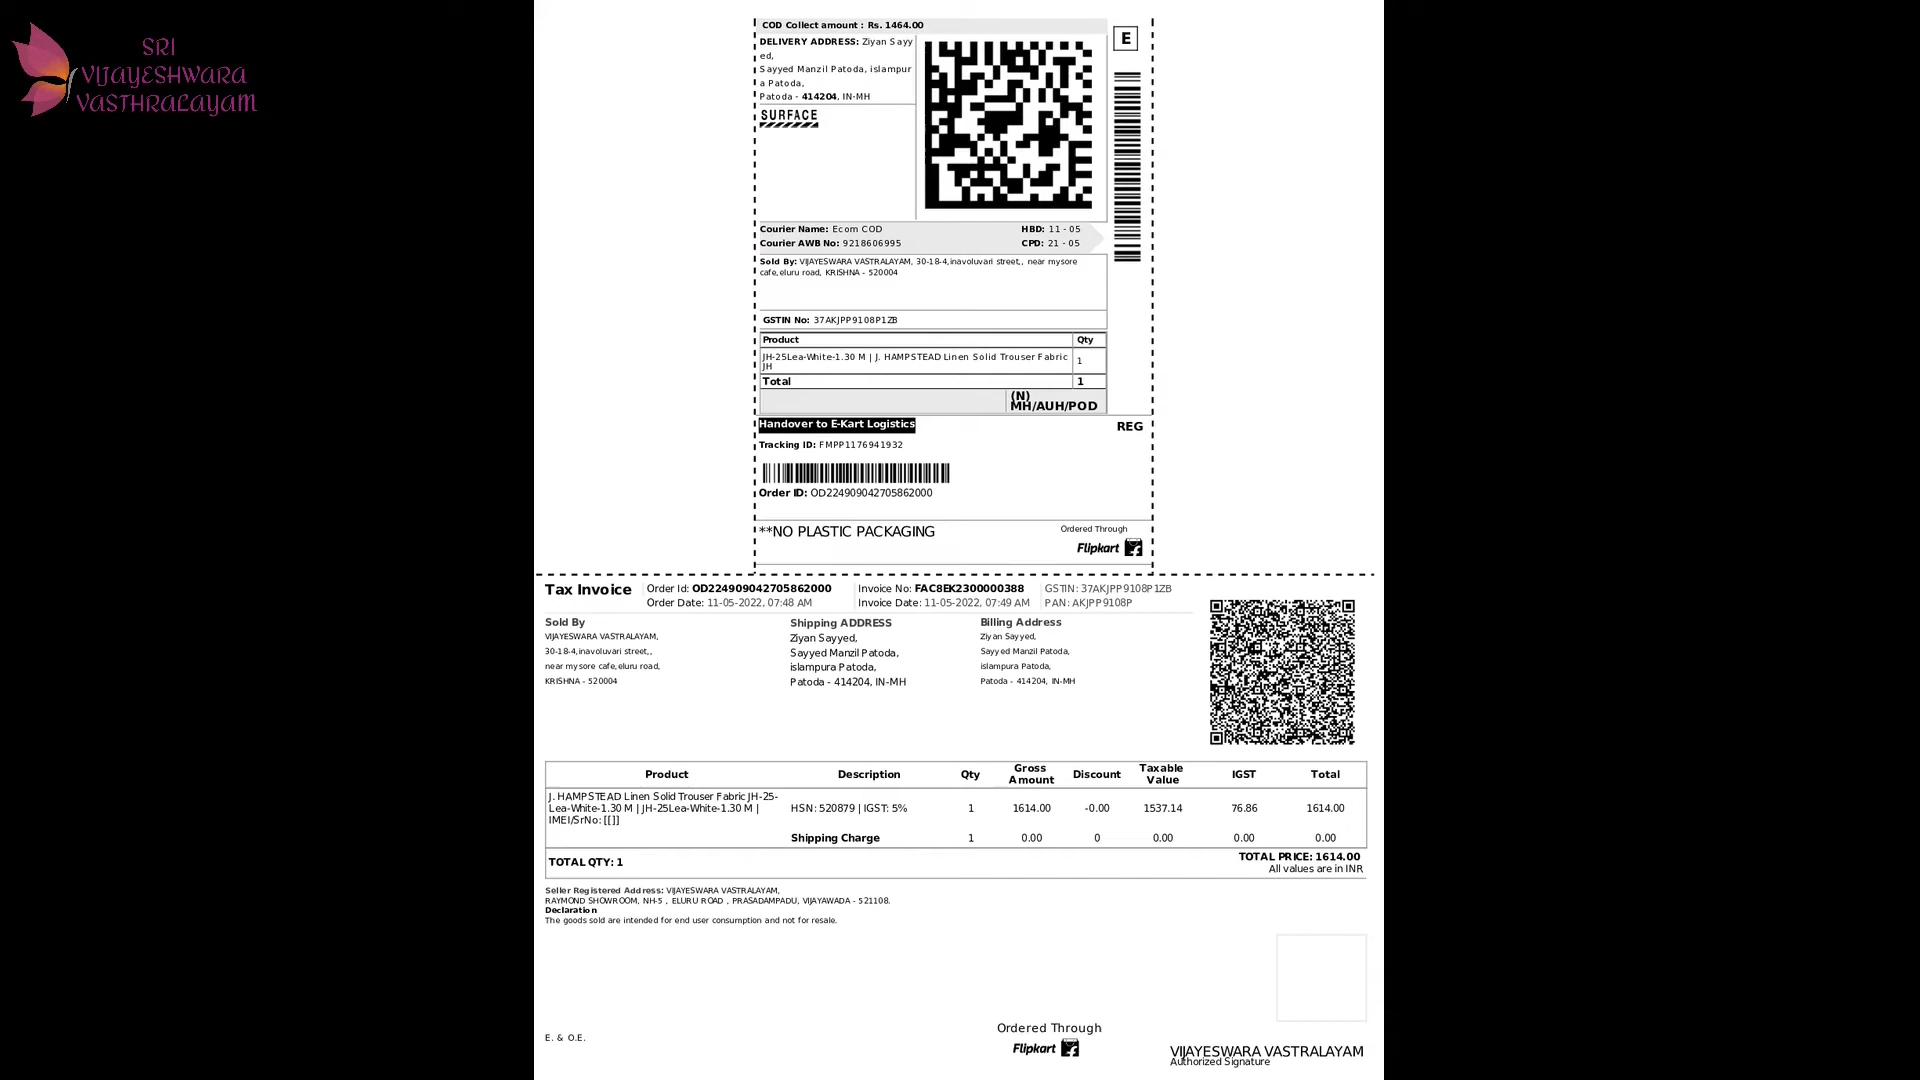 SRI
VIJAYESHWARA
VASTHRALAYAM
COD Collect amount : Rs. 1464.00
DELIVERY ADDRESS: Ziyan Sayy
ed,
Sayyed Manzil Patoda, islampur
a Patoda,
Patoda - 414204, IN-MH
SURFACE
E
Courier Name: Ecom COD
HBD: 11 - 05
Courier AWB No: 9218606995
CPD: 21 - 05
Sold By: VIJAYESWARA VASTRALAYAM, 30-18-4,inavoluvari street,, near mysore
cafe,eluru road, KRISHNA - 520004
GSTIN No: 37AKJPP9108P1ZB
Product Qty
JH-25Lea-White-1.30 M | J. HAMPSTEAD Linen Solid Trouser Fabric 1
JH
Total 1
(N)
MH/AUH/POD
Handover to E-Kart Logistics
REG
Tracking ID: FMPP1176941932
Order ID: OD224909042705862000
**NO PLASTIC PACKAGING
Ordered Through
Flipkart
Tax Invoice
Order Id: OD224909042705862000
Order Date: 11-05-2022, 07:48 AM
Invoice No: FAC8EK2300000388
Invoice Date: 11-05-2022, 07:49 AM
GSTIN: 37AKJPP9108P1ZB
PAN: AKJPP9108P
Sold By
VIJAYESWARA VASTRALAYAM,
30-18-4,inavoluvari street,,
near mysore cafe,eluru road,
KRISHNA - 520004
Shipping ADDRESS
Ziyan Sayyed,
Sayyed Manzil Patoda,
islampura Patoda,
Patoda - 414204, IN-MH
Billing Address
Ziyan Sayyed,
Sayyed Manzil Patoda,
islampura Patoda,
Patoda - 414204, IN-MH
Product Description Qty Gross Amount Discount Taxable Value IGST Total
J. HAMPSTEAD Linen Solid Trouser Fabric JH-25-
Lea-White-1.30 M | JH-25Lea-White-1.30 M | HSN: 520879 | IGST: 5% 1 1614.00 -0.00 1537.14 76.86 1614.00
IMEI/SrNo: [[]]
Shipping Charge 1 0.00 0 0.00 0.00 0.00
TOTAL QTY: 1
TOTAL PRICE: 1614.00
All values are in INR
Seller Registered Address: VIJAYESWARA VASTRALAYAM,
RAYMOND SHOWROOM, NH-5 , ELURU ROAD , PRASADAMPADU, VIJAYAWADA - 521108.
Declaration
The goods sold are intended for end user consumption and not for resale.
E. & O.E.
Ordered Through
Flipkart
VIJAYESWARA VASTRALAYAM
Authorized Signature